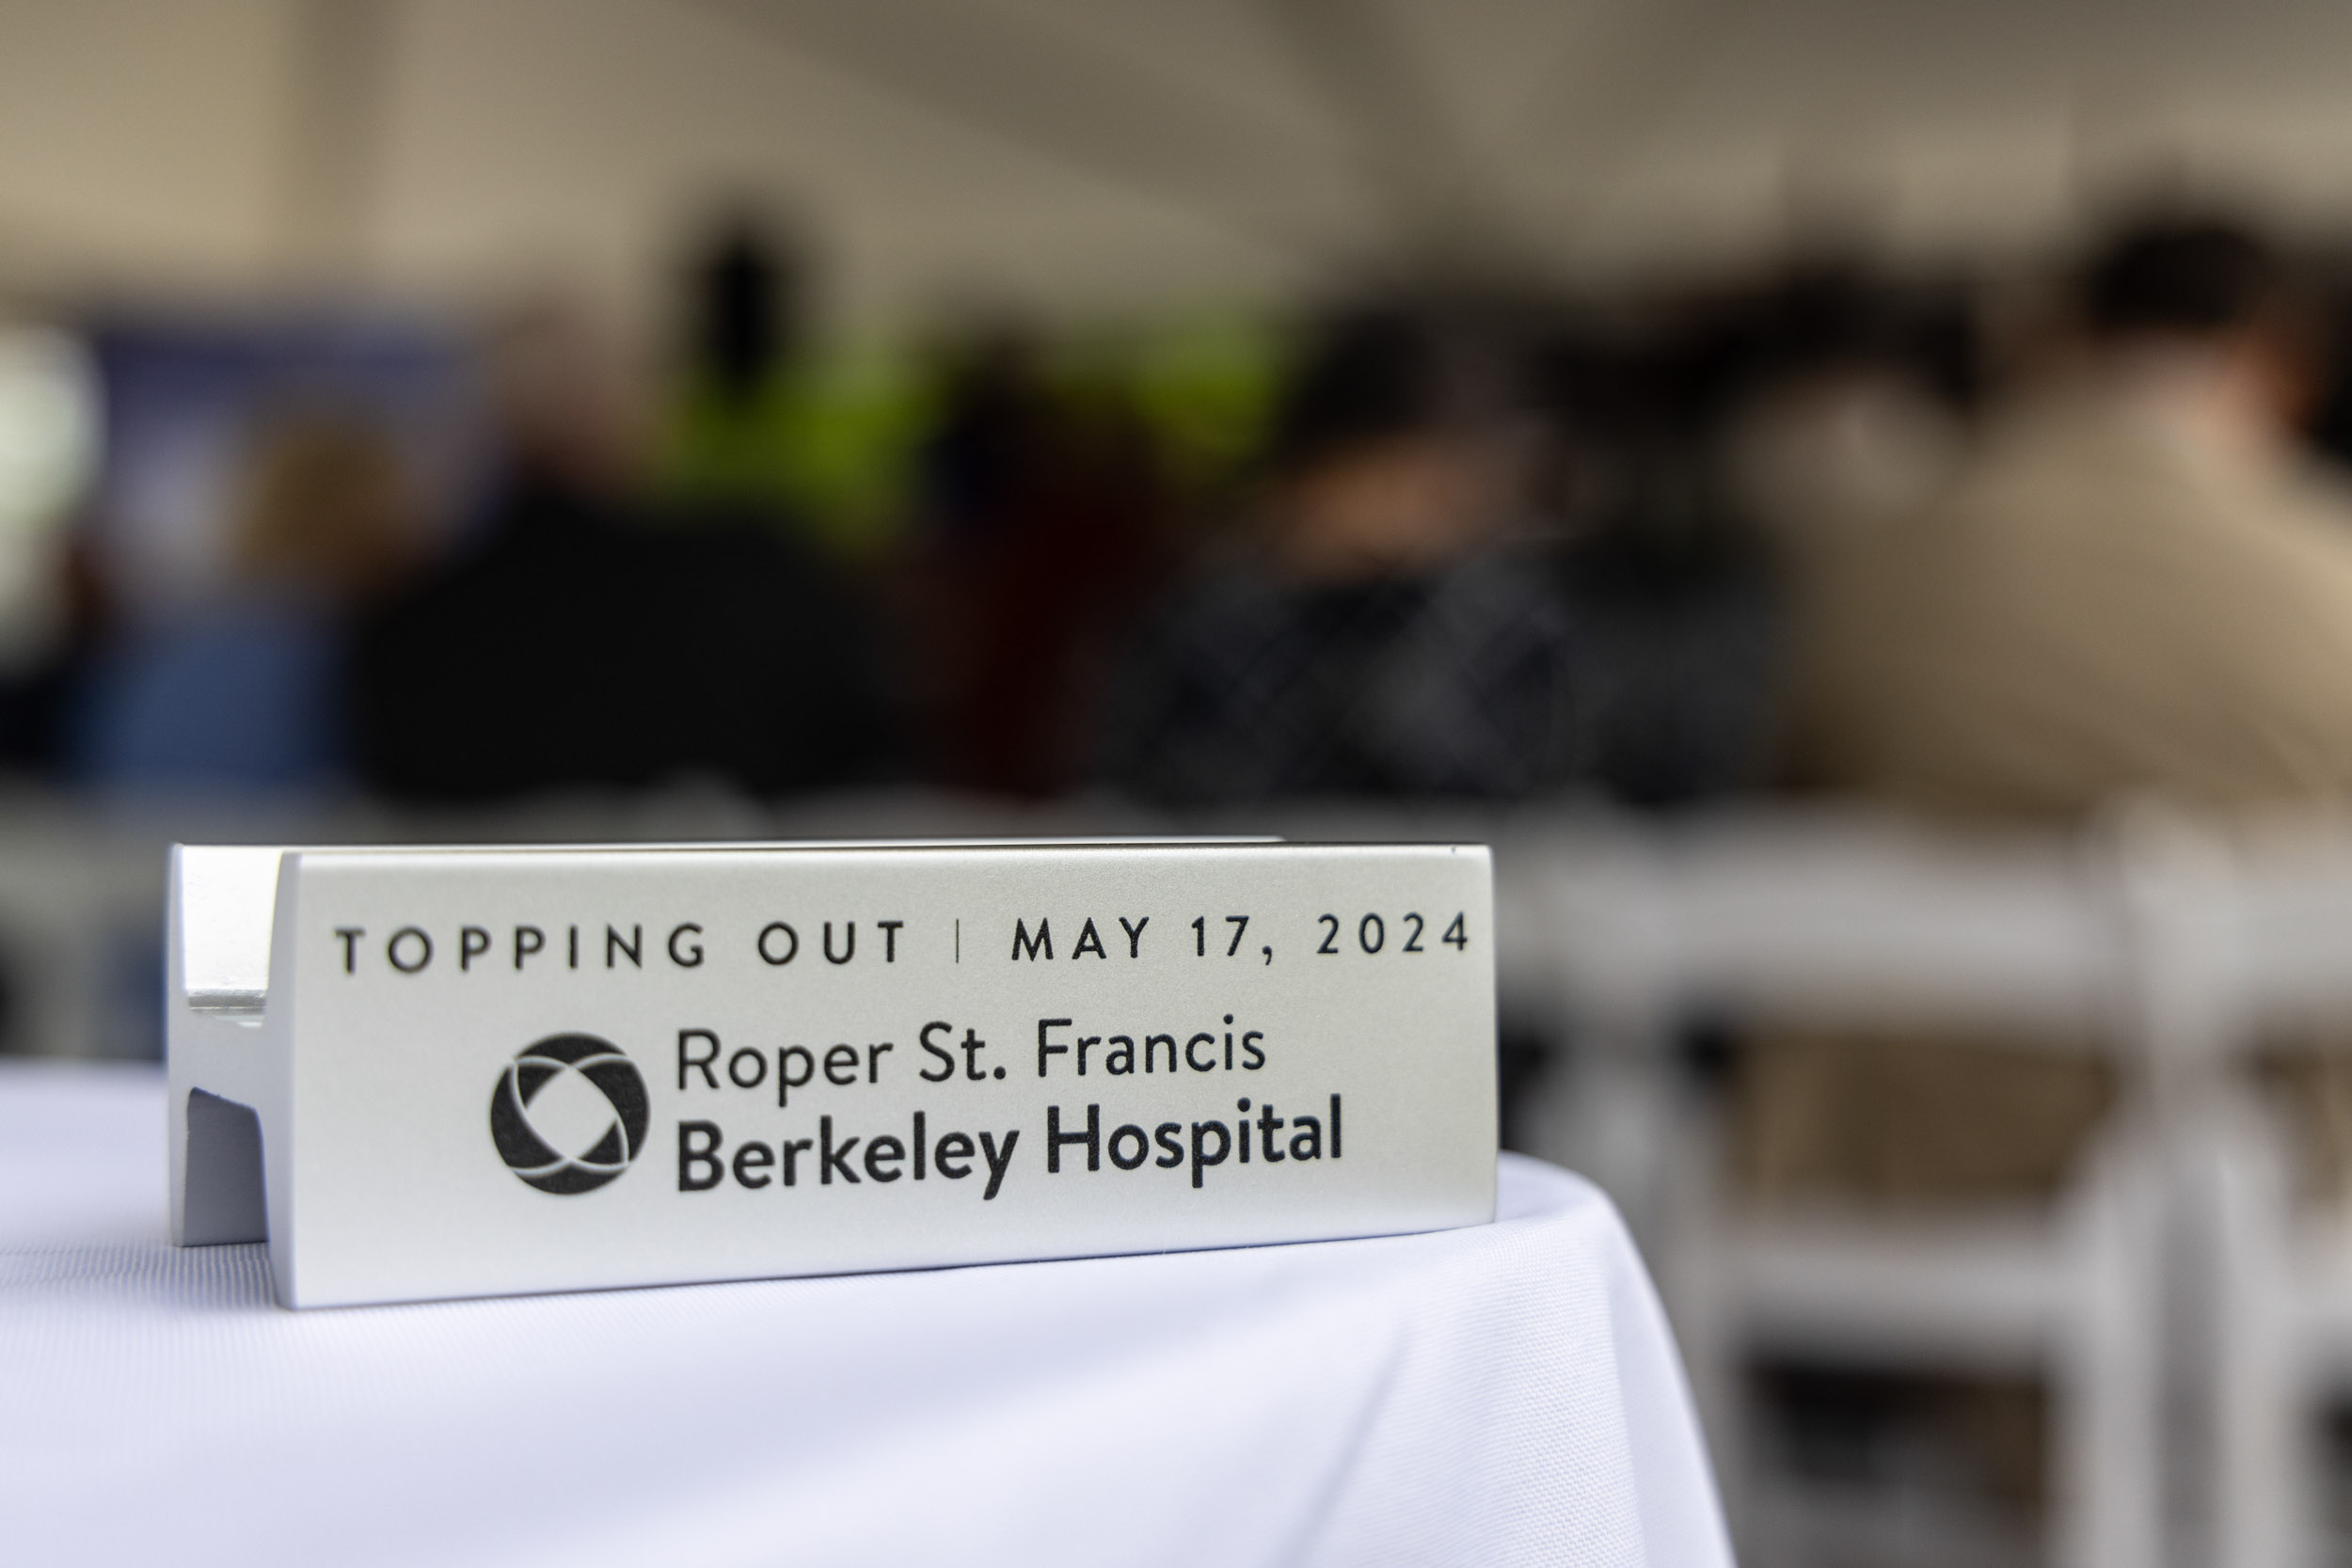 TOPPING OUT | MAY 17, 2024
Roper St. Francis
Berkeley Hospital